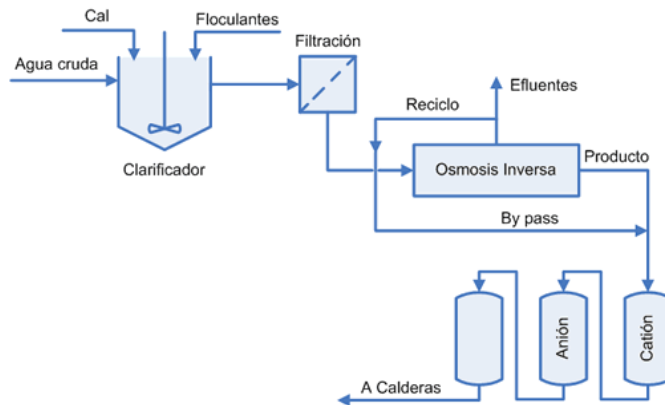 Cal
Floculantes
Agua cruda
Filtración
Clarificador
Reciclo
Efluentes
Osmosis Inversa
Producto
By pass
Anión
Catión
A Calderas